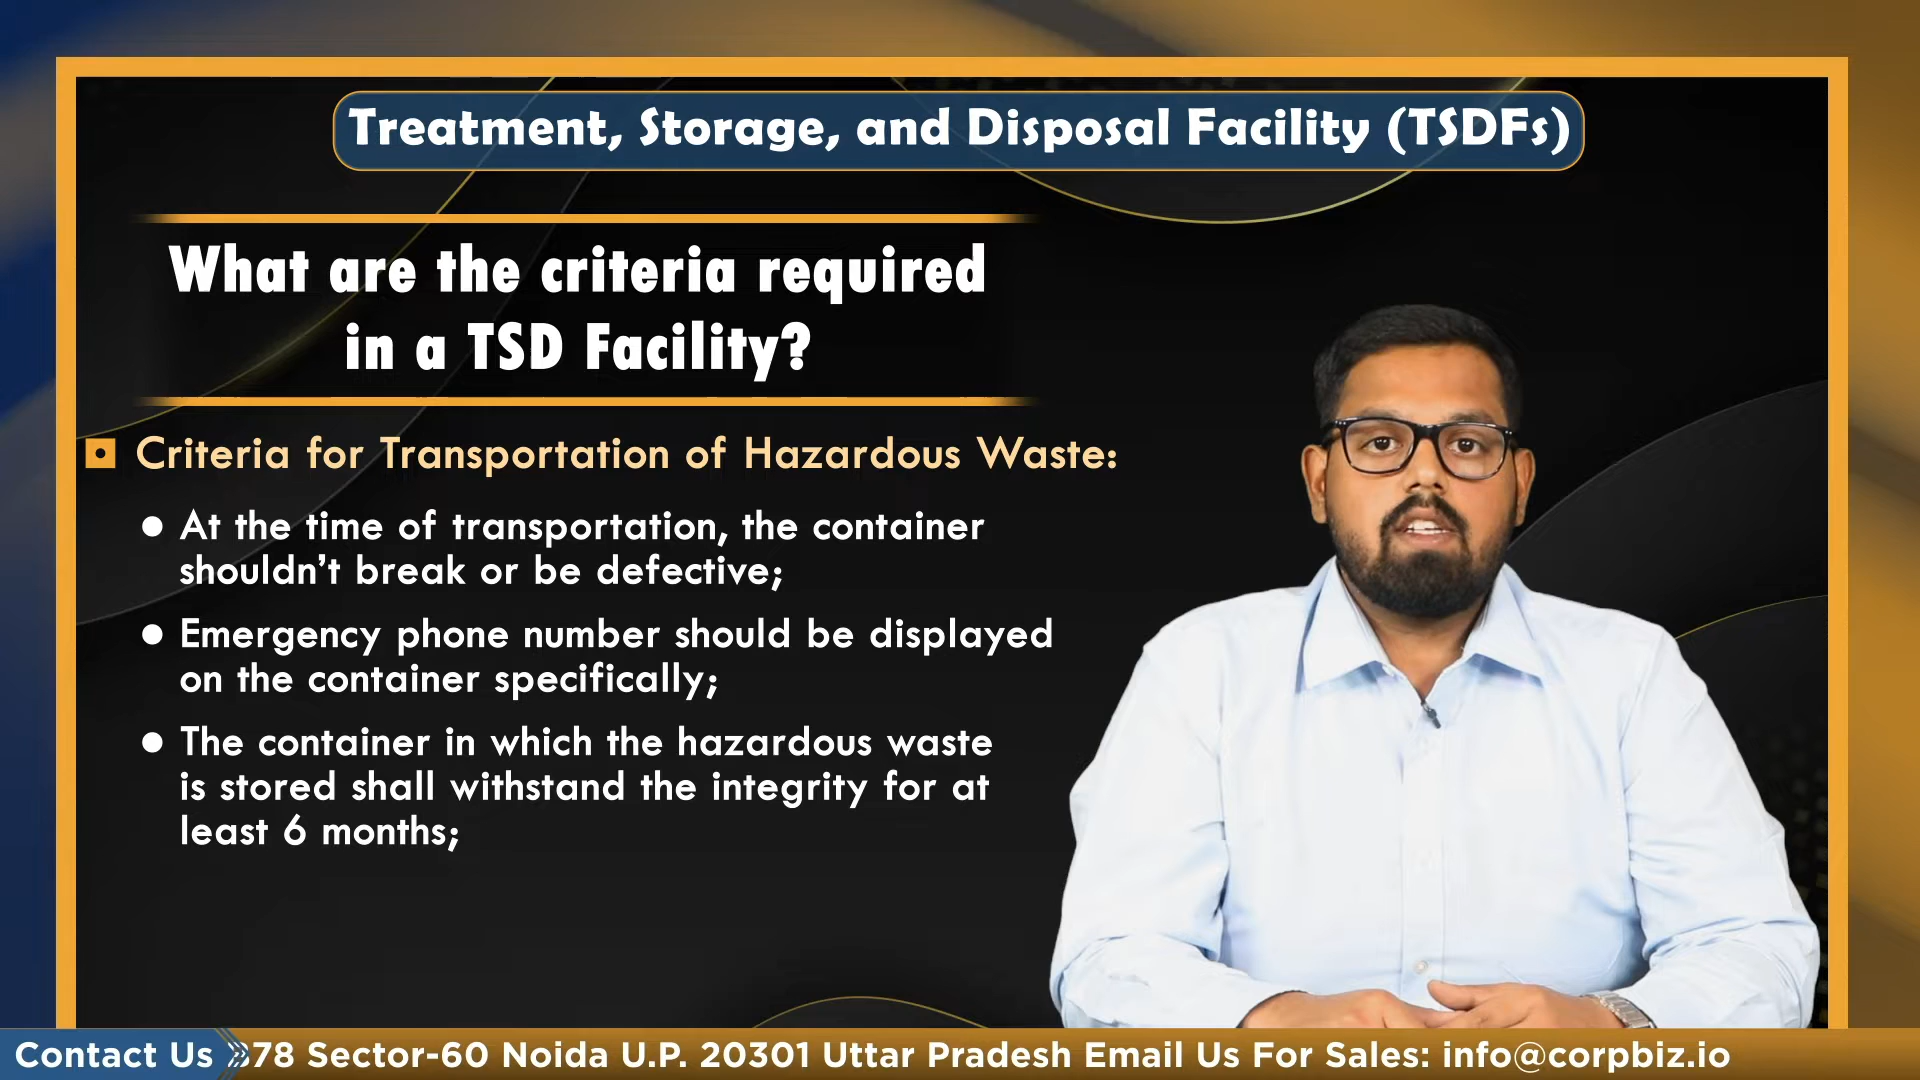 Treatment, Storage, and Disposal Facility (TSDFs)
What are the criteria required
in a TSD Facility?
Criteria for Transportation of Hazardous Waste:
• At the time of transportation, the container
shouldn't break or be defective;
• Emergency phone number should be displayed
on the container specifically;
• The container in which the hazardous waste
is stored shall withstand the integrity for at
least 6 months;
Contact Us 78 Sector-60 Noida U.P. 20301 Uttar Pradesh Email Us For Sales: info@corpbiz.io